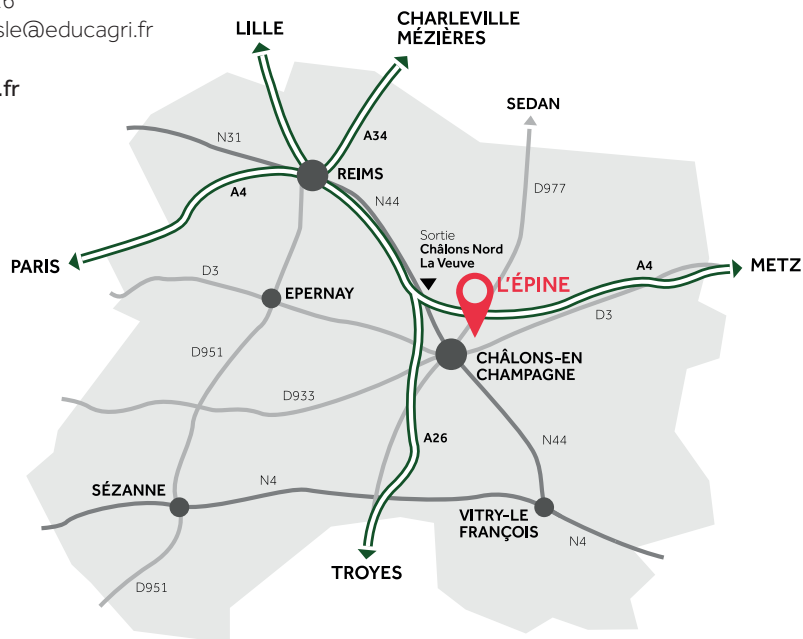 sle@educagri.fr
.fr
LILLE
CHARLEVILLE
MÉZIÈRES
SEDAN
N31
A34
REIMS
D977
A4
N44
Sortie
Châlons Nord
La Veuve
PARIS
D3
A4
METZ
L'ÉPINE
EPERNAY
D3
D951
CHÂLONS-EN
CHAMPAGNE
D933
A26
N44
SÉZANNE
N4
VITRY-LE
FRANÇOIS
N4
TROYES
D951